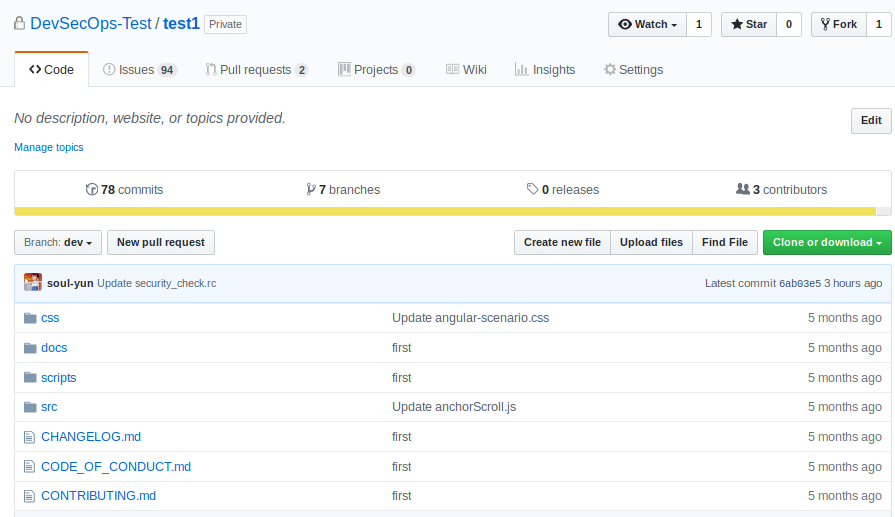 DevSecOps-Test / test1 Private Watch 1 Star 0 Fork 1
Code Issues 94 Pull requests 2 Projects 0 Wiki Insights Settings
No description, website, or topics provided. Edit
Manage topics
78 commits 7 branches 0 releases 3 contributors
Branch: dev New pull request Create new file Upload files Find File Clone or download
soul-yun Update security_check.rc Latest commit 6ab03e5 3 hours ago
css Update angular-scenario.css 5 months ago
docs first 5 months ago
scripts first 5 months ago
src Update anchorScroll.js 5 months ago
CHANGELOG.md first 5 months ago
CODE_OF_CONDUCT.md first 5 months ago
CONTRIBUTING.md first 5 months ago